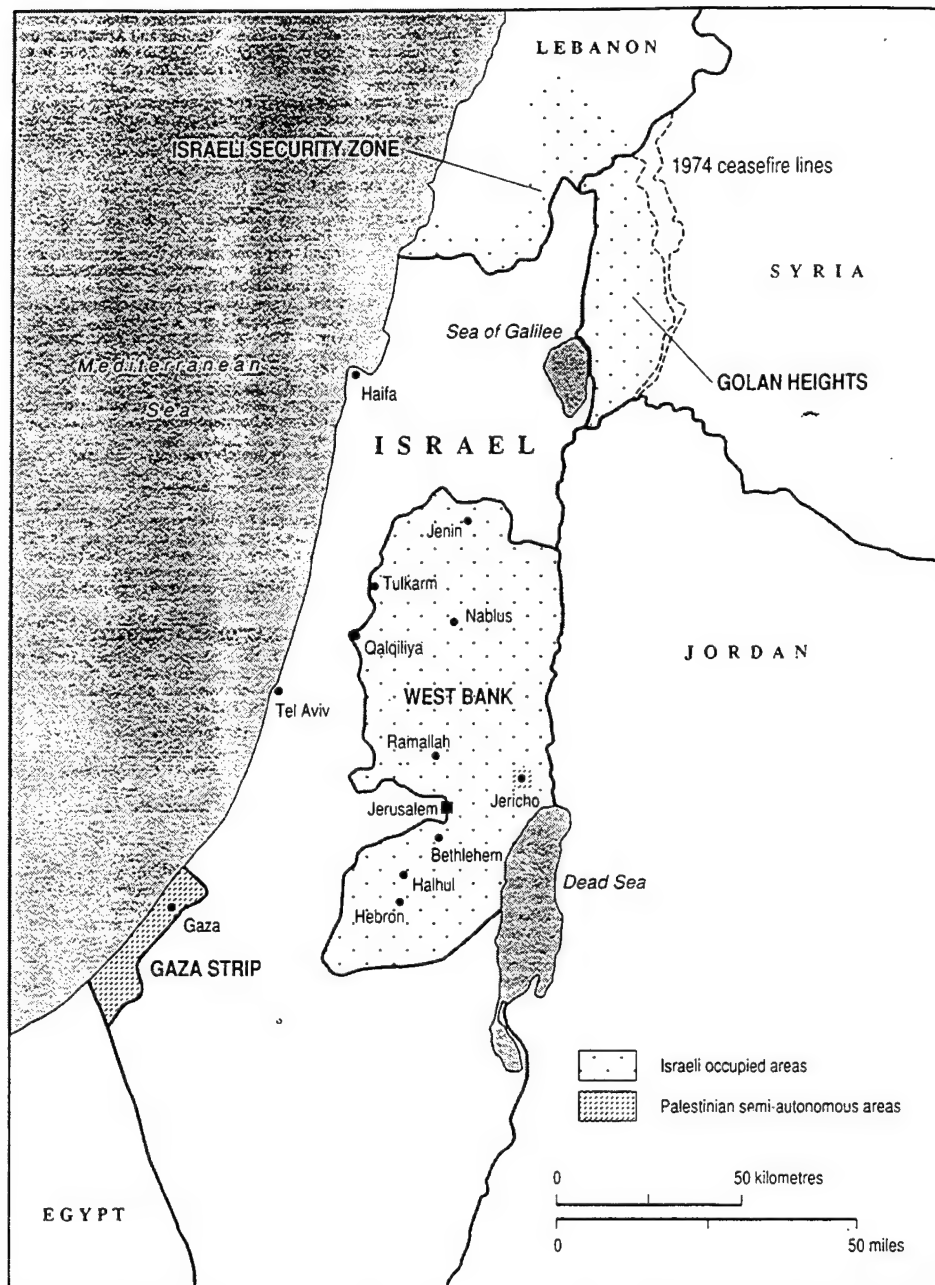 LEBANON
ISRAELI SECURITY ZONE
1974 ceasefire lines
SYRIA
Sea of Galilee
Mediterranean
Sea
Haifa
GOLAN HEIGHTS
ISRAEL
Jenin
Tulkarm
Nablus
Qalqiliya
JORDAN
WEST BANK
Tel Aviv
Ramallah
Jericho
Jerusalem
Bethlehem
Halhul
Dead Sea
Hebron
Gaza
GAZA STRIP
Israeli occupied areas
Palestinian semi-autonomous areas
0 50 kilometres
EGYPT
0 50 miles